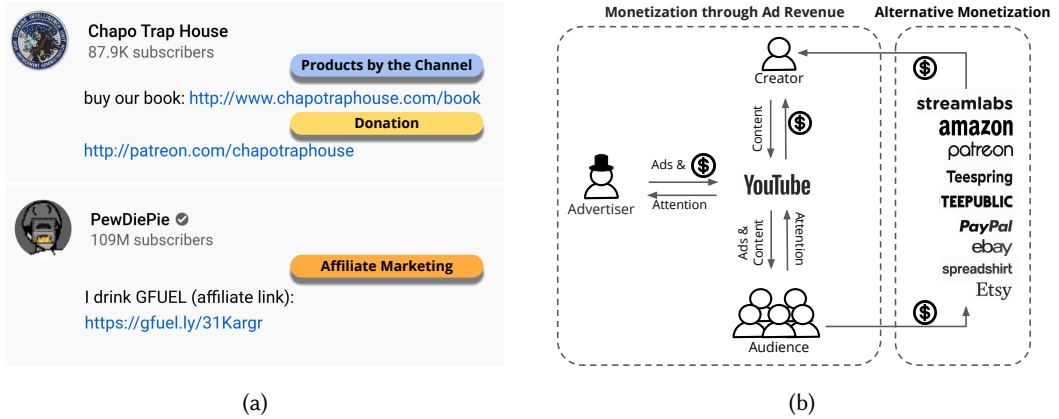 Chapo Trap House
87.9K subscribers
Products by the Channel
buy our book: http://www.chapotraphouse.com/book
Donation
http://patreon.com/chapotraphouse
PewDiePie
109M subscribers
Affiliate Marketing
I drink GFUEL (affiliate link):
https://gfuel.ly/31Kargr
(a)
Monetization through Ad Revenue
Alternative Monetization
Creator
$
Content
$
streamlabs
amazon
patreon
Teespring
TEEPUBLIC
PayPal
ebay
spreadshirt
Etsy
Ads & $
Advertiser
Attention
YouTube
Ads &
Content
Attention
$
Audience
(b)